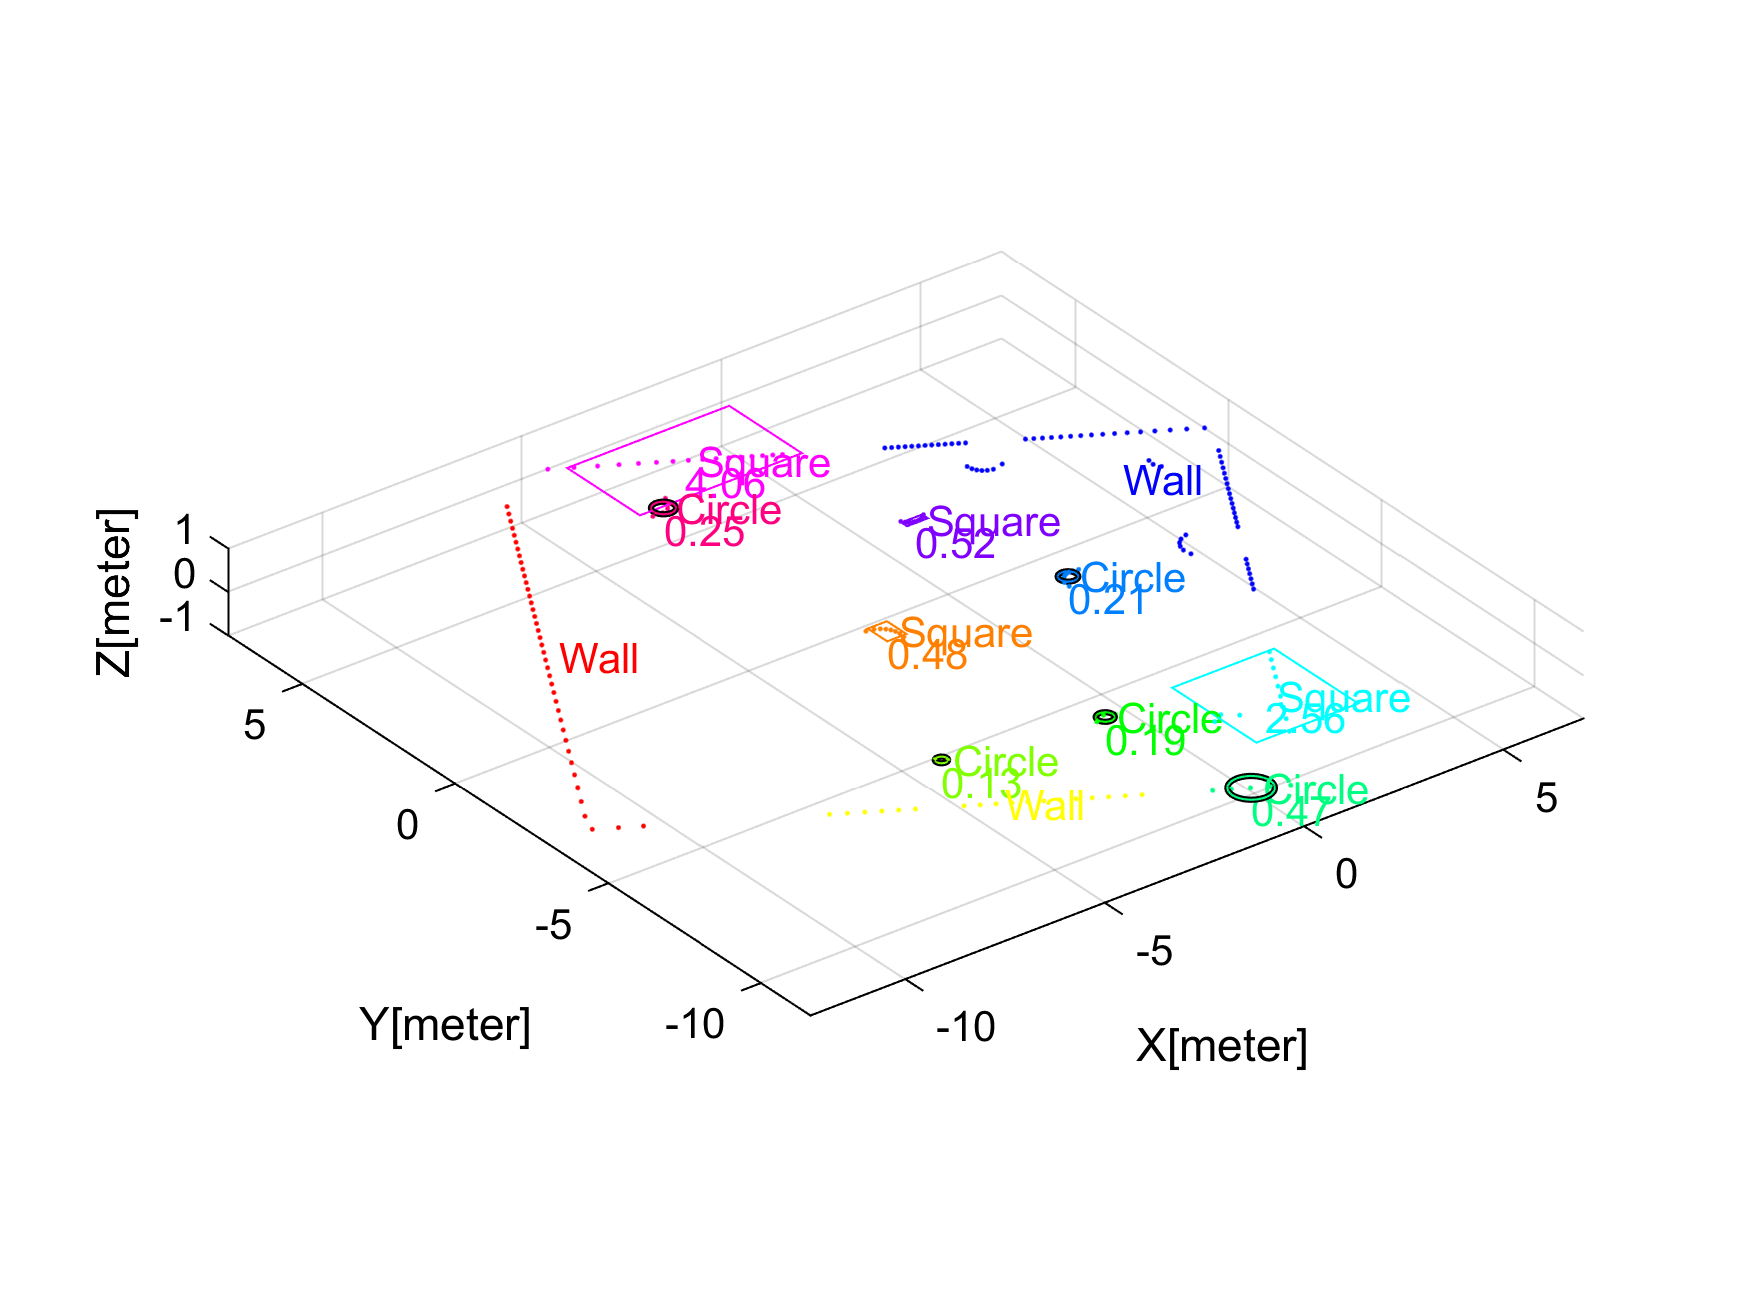 Square
4.06
Circle
0.25
Wall
Square
0.52
Circle
0.21
Square
0.48
Wall
Square
2.56
Circle
0.19
Circle
0.13
Wall
Circle
0.47
1
0
-1
Z[meter]
5
0
-5
-10
Y[meter]
5
0
-5
-10
X[meter]